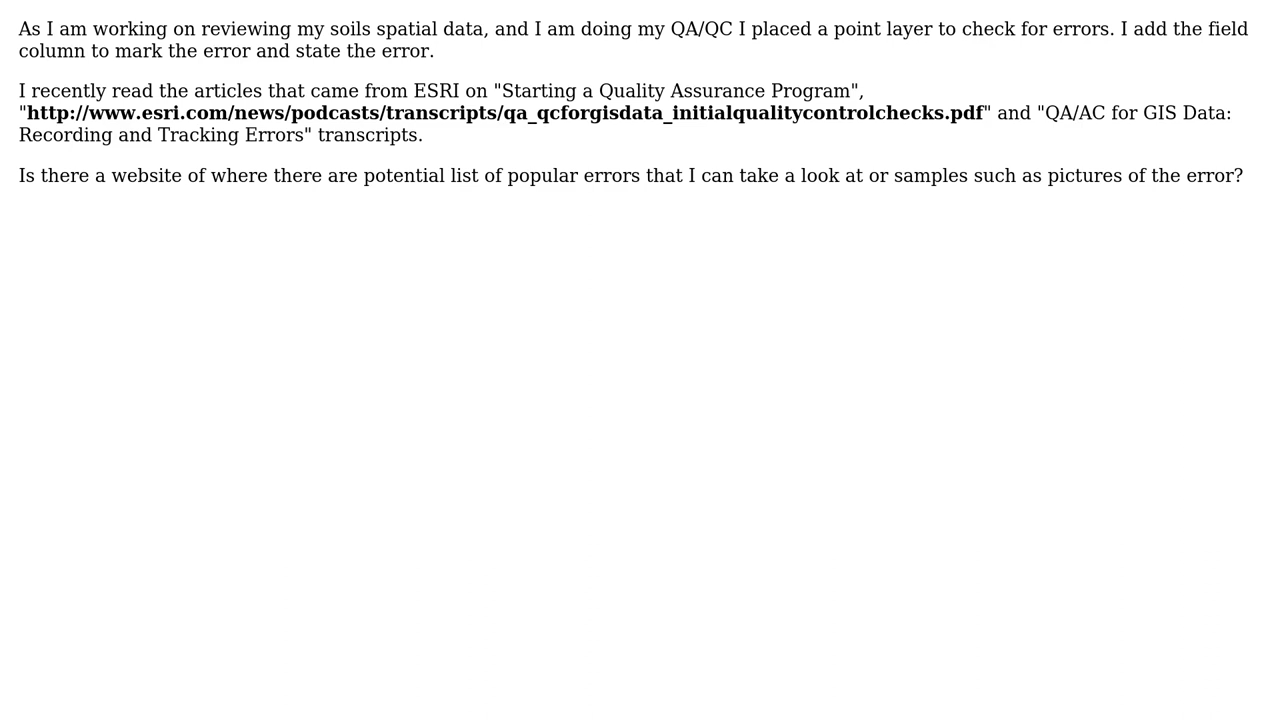 As I am working on reviewing my soils spatial data, and I am doing my QA/QC I placed a point layer to check for errors. I add the field
column to mark the error and state the error.
I recently read the articles that came from ESRI on "Starting a Quality Assurance Program",
"http://www.esri.com/news/podcasts/transcripts/qa_qcforgisdata_initialqualitycontrolchecks.pdf" and "QA/AC for GIS Data:
Recording and Tracking Errors" transcripts.
Is there a website of where there are potential list of popular errors that I can take a look at or samples such as pictures of the error?